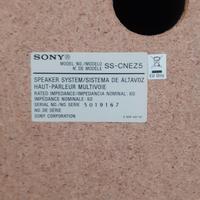 SONY
MODEL NO./MODELO
N. DE MODELE
SS-CNEZ5
SPEAKER SYSTEM/SISTEMA DE ALTAVOZ
HAUT-PARLEUR MULTIVOIE
RATED IMPEDANCE/IMPEDANCIA NOMINAL: 6Ω
IMPEDANCE NOMINALE: 6Ω
SERIAL NO./NS SERIE 5019167
NO DE SERIE
SONY CORPORATION